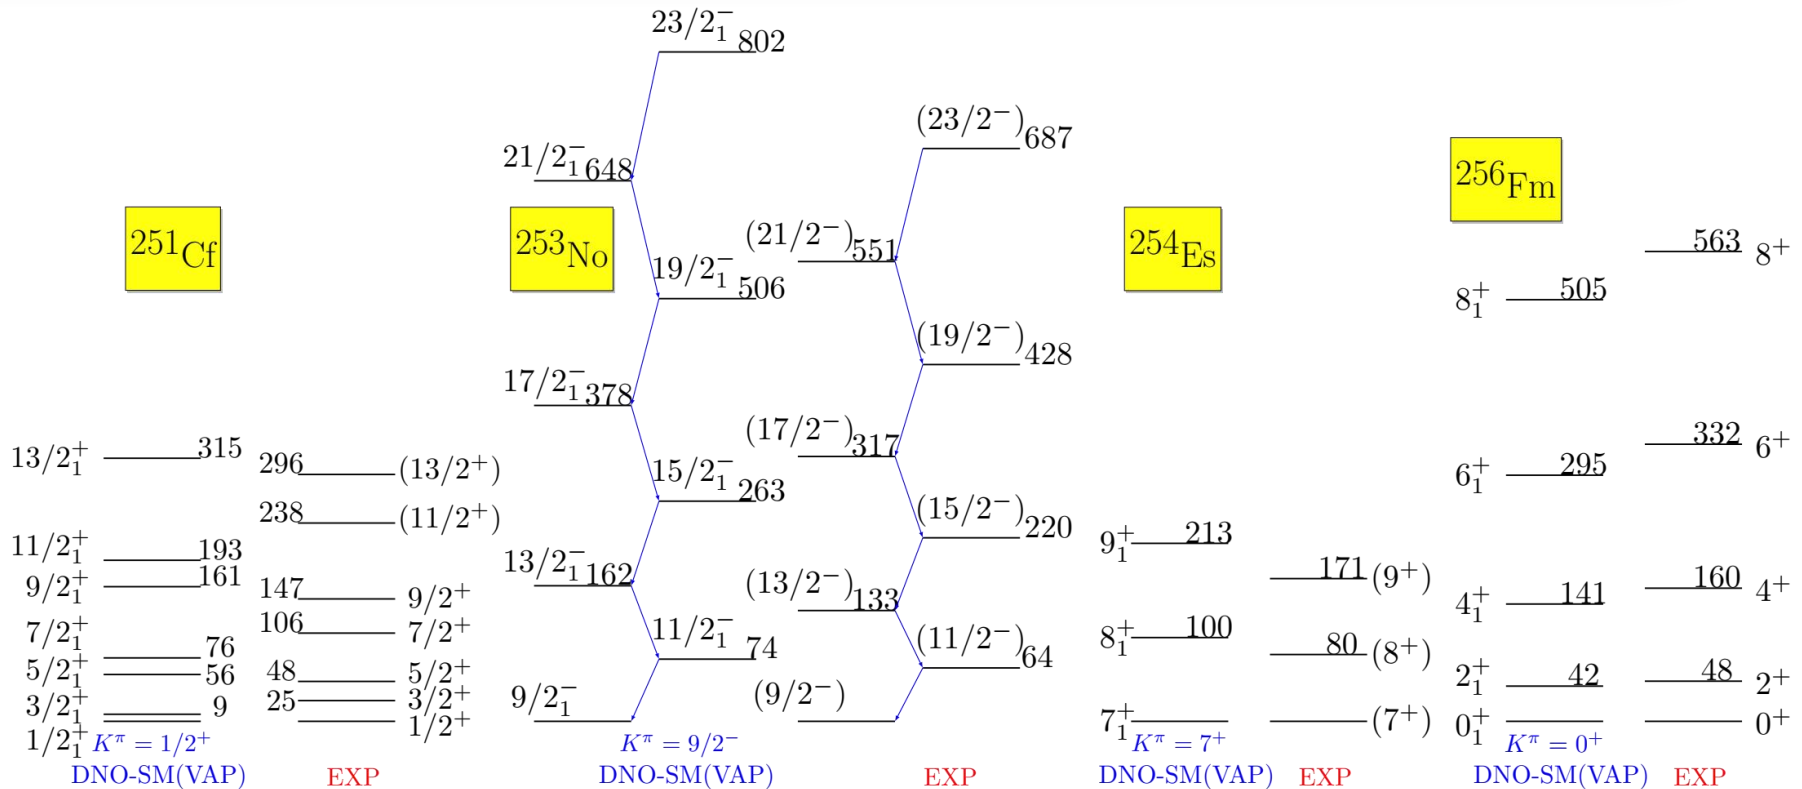 ²⁵¹Cf
13/2₁⁺ 315
11/2₁⁺ 193
9/2₁⁺ 161
7/2₁⁺ 76
5/2₁⁺ 56
3/2₁⁺ 9
1/2₁⁺
K^π = 1/2⁺
DNO-SM(VAP)
296 (13/2⁺)
238 (11/2⁺)
147 9/2⁺
106 7/2⁺
48 5/2⁺
25 3/2⁺
1/2⁺
EXP
²⁵³No
23/2₁⁻ 802
21/2₁⁻ 648
19/2₁⁻ 506
17/2₁⁻ 378
15/2₁⁻ 263
13/2₁⁻ 162
11/2₁⁻ 74
9/2₁⁻
K^π = 9/2⁻
DNO-SM(VAP)
(23/2⁻) 687
(21/2⁻) 551
(19/2⁻) 428
(17/2⁻) 317
(15/2⁻) 220
(13/2⁻) 133
(11/2⁻) 64
(9/2⁻)
EXP
²⁵⁴Es
9₁⁺ 213
8₁⁺ 100
7₁⁺
K^π = 7⁺
DNO-SM(VAP)
171 (9⁺)
80 (8⁺)
(7⁺)
EXP
²⁵⁶Fm
8₁⁺ 505
6₁⁺ 295
4₁⁺ 141
2₁⁺ 42
0₁⁺
K^π = 0⁺
DNO-SM(VAP)
563 8⁺
332 6⁺
160 4⁺
48 2⁺
0⁺
EXP